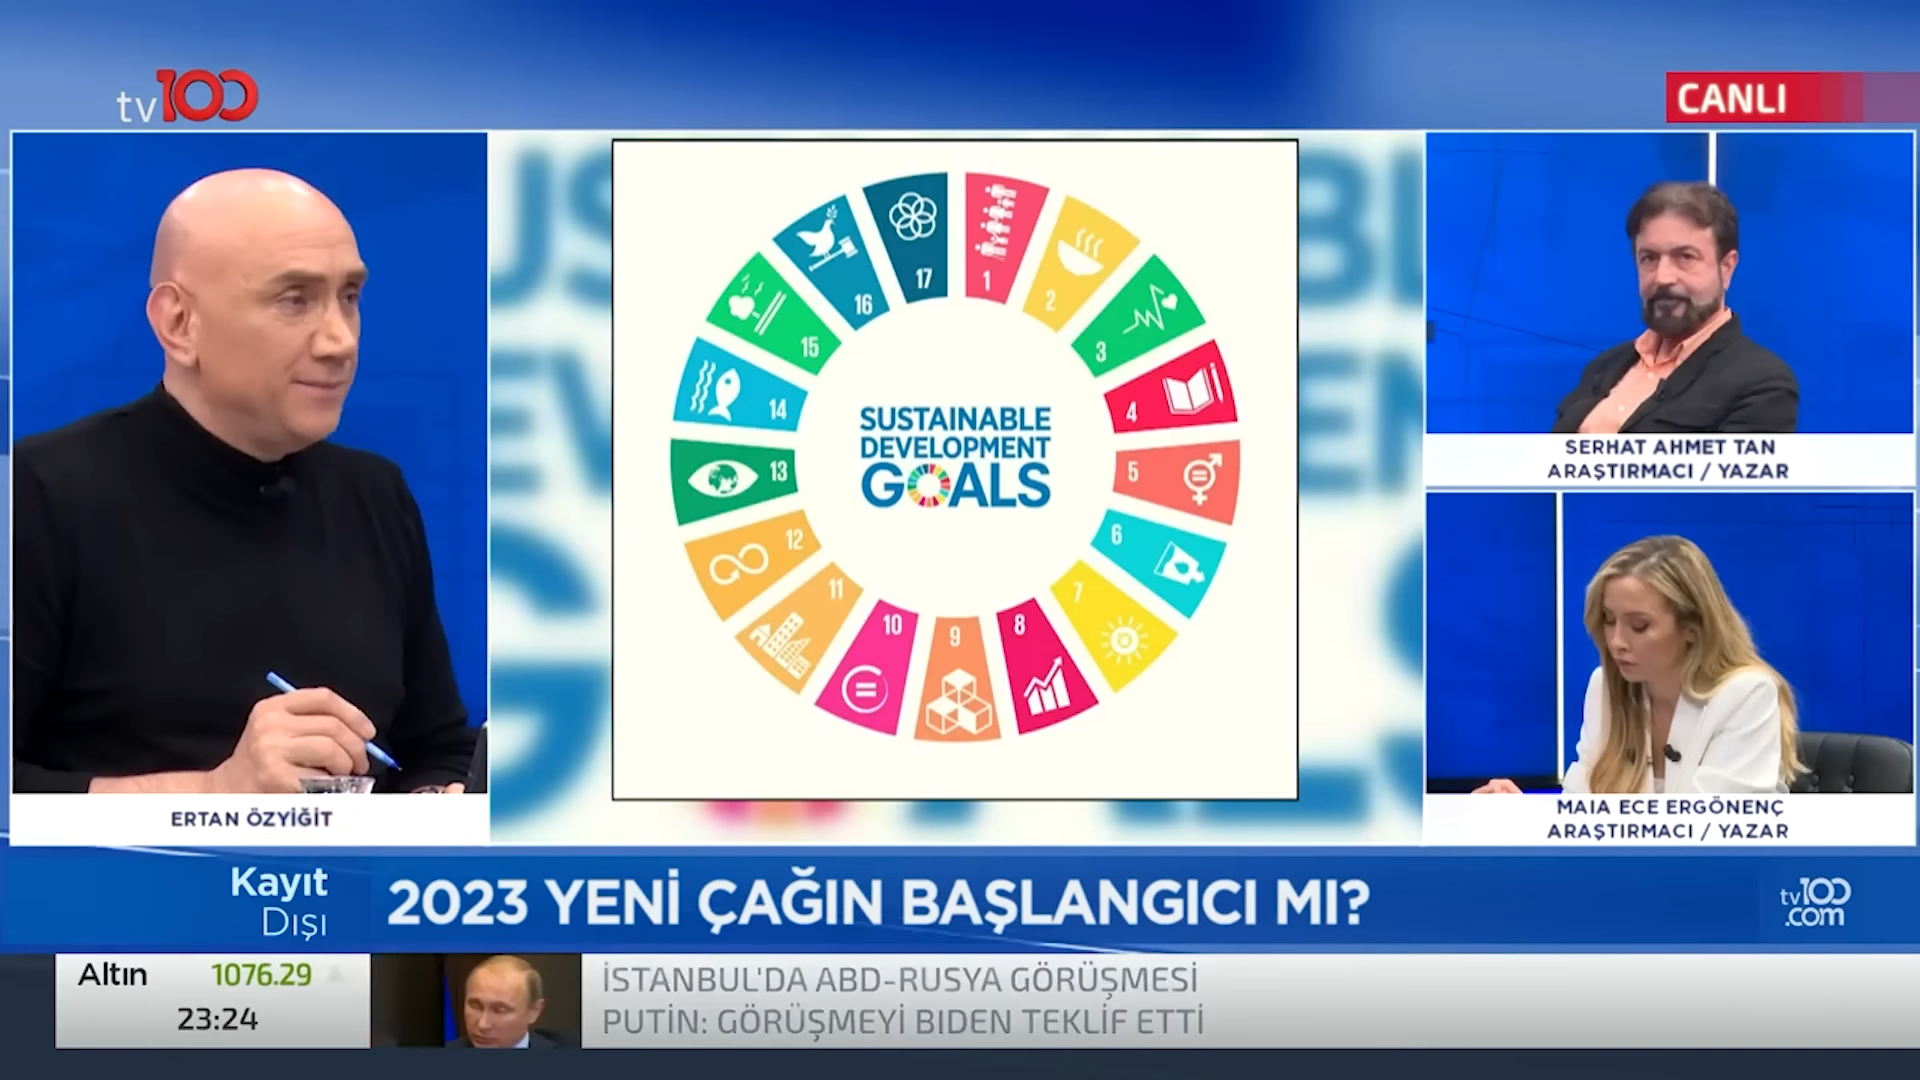 tv100
CANLI
17
1
2
3
4
5
6
7
8
9
10
11
12
13
14
15
16
SUSTAINABLE
DEVELOPMENT
GOALS
ERTAN ÖZYİĞİT
SERHAT AHMET TAN
ARAŞTIRMACI / YAZAR
MAIA ECE ERGÖNENÇ
ARAŞTIRMACI / YAZAR
Kayıt
Dışı
2023 YENİ ÇAĞIN BAŞLANGICI MI?
tv100
.com
Altın 1076.29
23:24
İSTANBUL'DA ABD-RUSYA GÖRÜŞMESİ
PUTİN: GÖRÜŞMEYİ BIDEN TEKLİF ETTİ